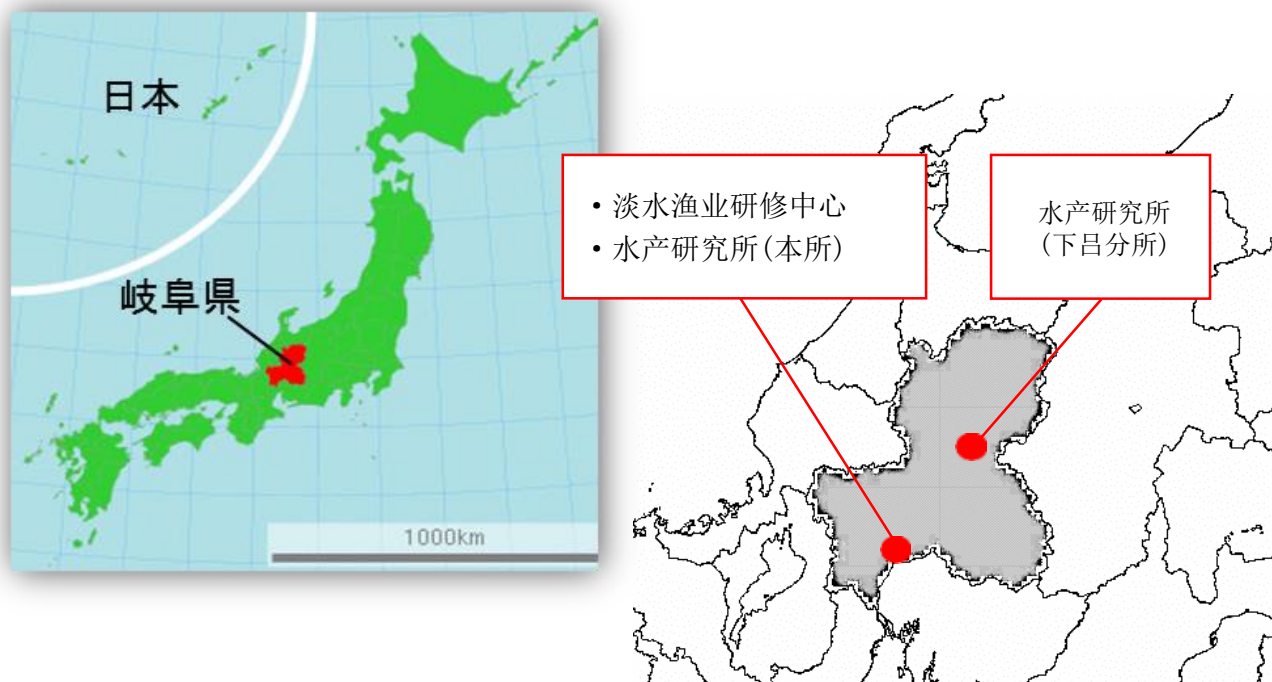 日本
岐阜県
1000km
・淡水渔业研修中心
・水产研究所(本所)
水产研究所
(下吕分所)